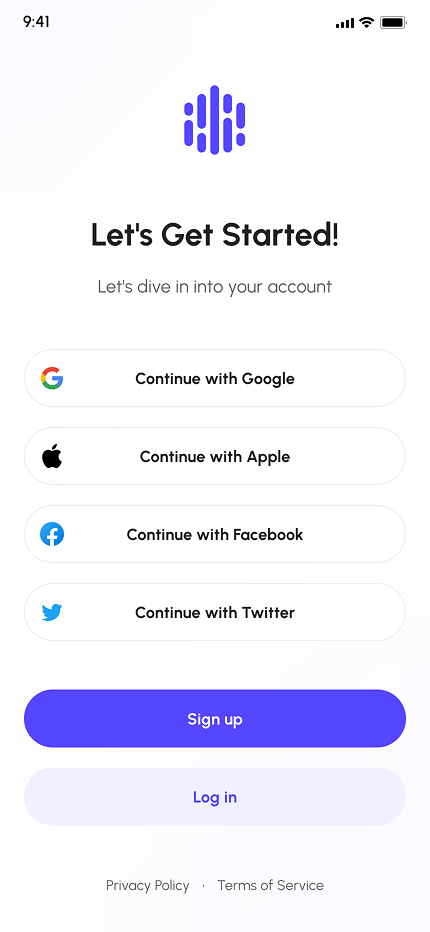 9:41
Let's Get Started!
Let's dive in into your account
Continue with Google
Continue with Apple
Continue with Facebook
Continue with Twitter
Sign up
Log in
Privacy Policy · Terms of Service